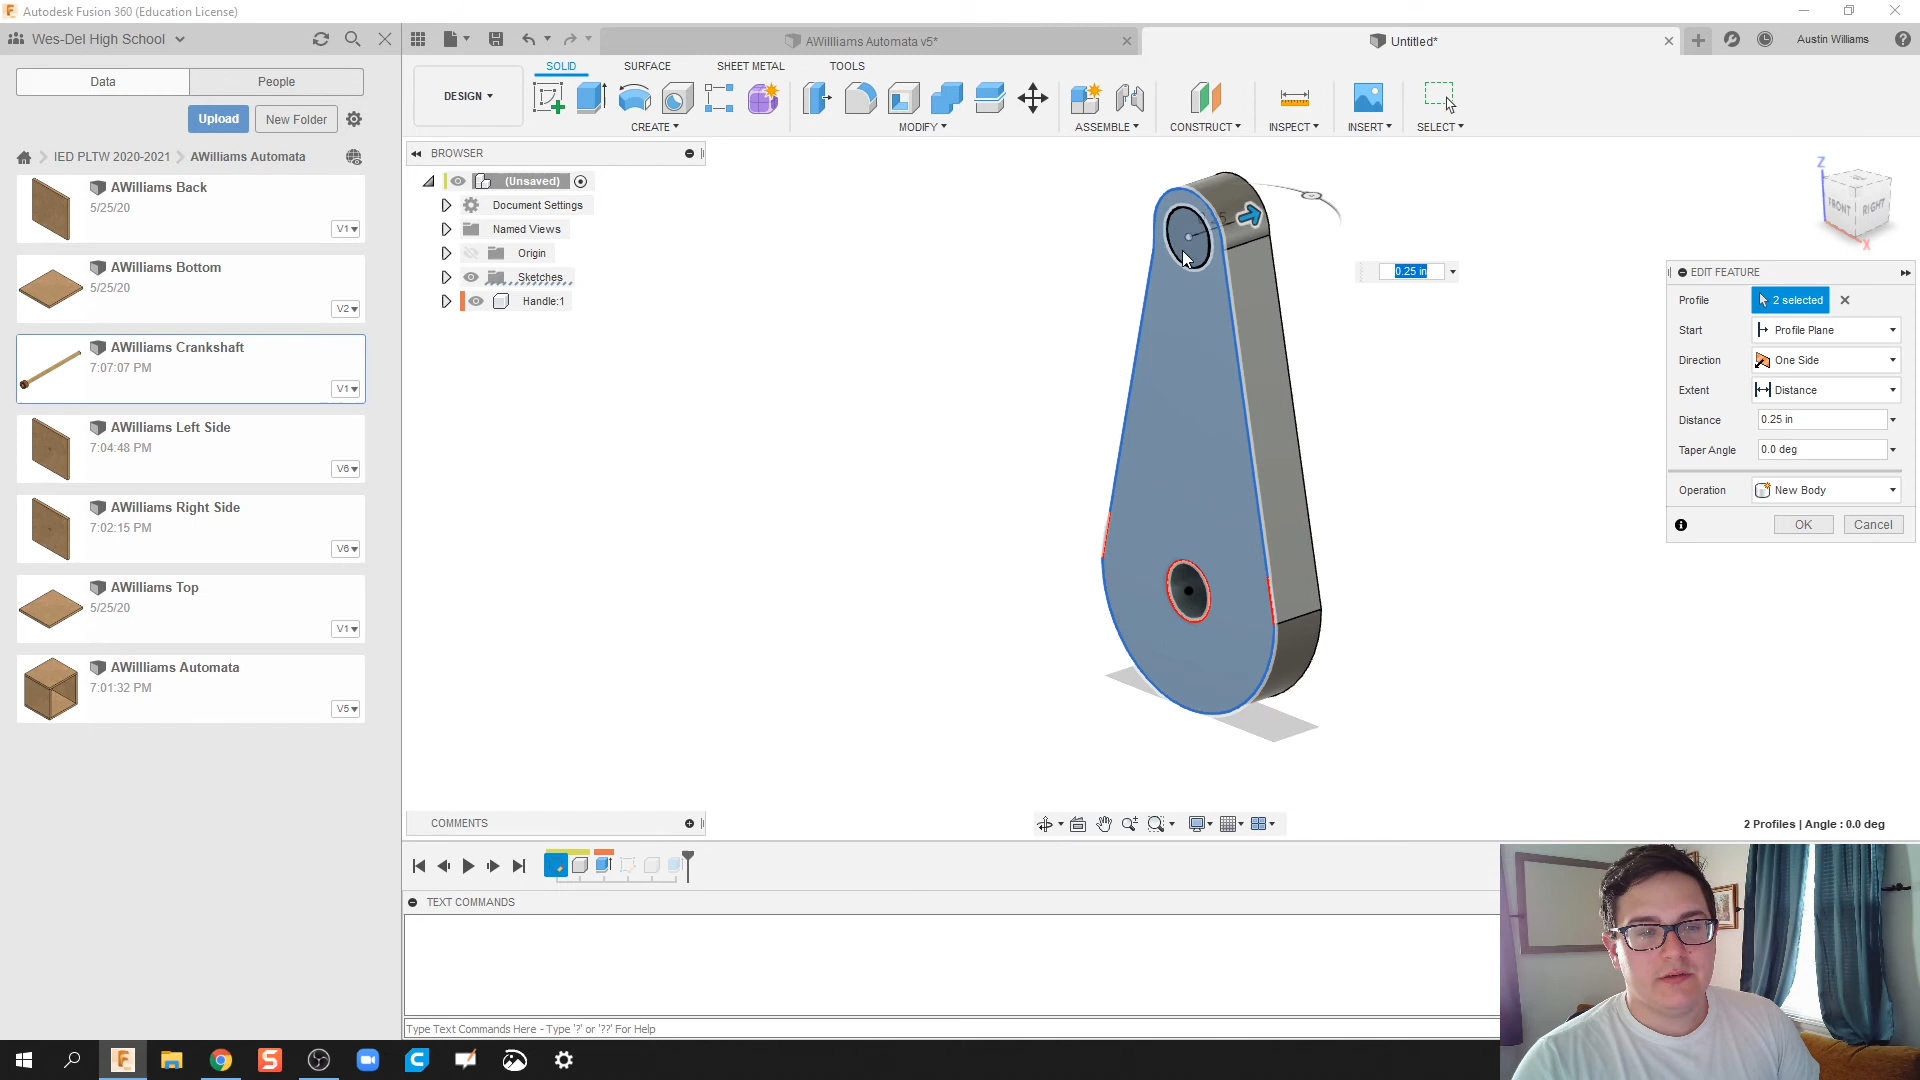 Autodesk Fusion 360 (Education License)
Wes-Del High School
AWillliams Automata v5*
Untitled*
Austin Williams
Data
People
SOLID
SURFACE
SHEET METAL
TOOLS
Upload
New Folder
DESIGN
CREATE
MODIFY
ASSEMBLE
CONSTRUCT
INSPECT
INSERT
SELECT
IED PLTW 2020-2021
AWilliams Automata
BROWSER
(Unsaved)
Document Settings
Named Views
Origin
Sketches
Handle:1
AWilliams Back
5/25/20
V1
AWilliams Bottom
5/25/20
V2
AWilliams Crankshaft
7:07:07 PM
V1
AWilliams Left Side
7:04:48 PM
V6
AWilliams Right Side
7:02:15 PM
V6
AWilliams Top
5/25/20
V1
AWillliams Automata
7:01:32 PM
V5
Z
FRONT
RIGHT
X
0.25 in
EDIT FEATURE
Profile
2 selected
Start
Profile Plane
Direction
One Side
Extent
Distance
Distance
0.25 in
Taper Angle
0.0 deg
Operation
New Body
OK
Cancel
COMMENTS
2 Profiles | Angle : 0.0 deg
TEXT COMMANDS
Type Text Commands Here - Type '?' or '??' For Help